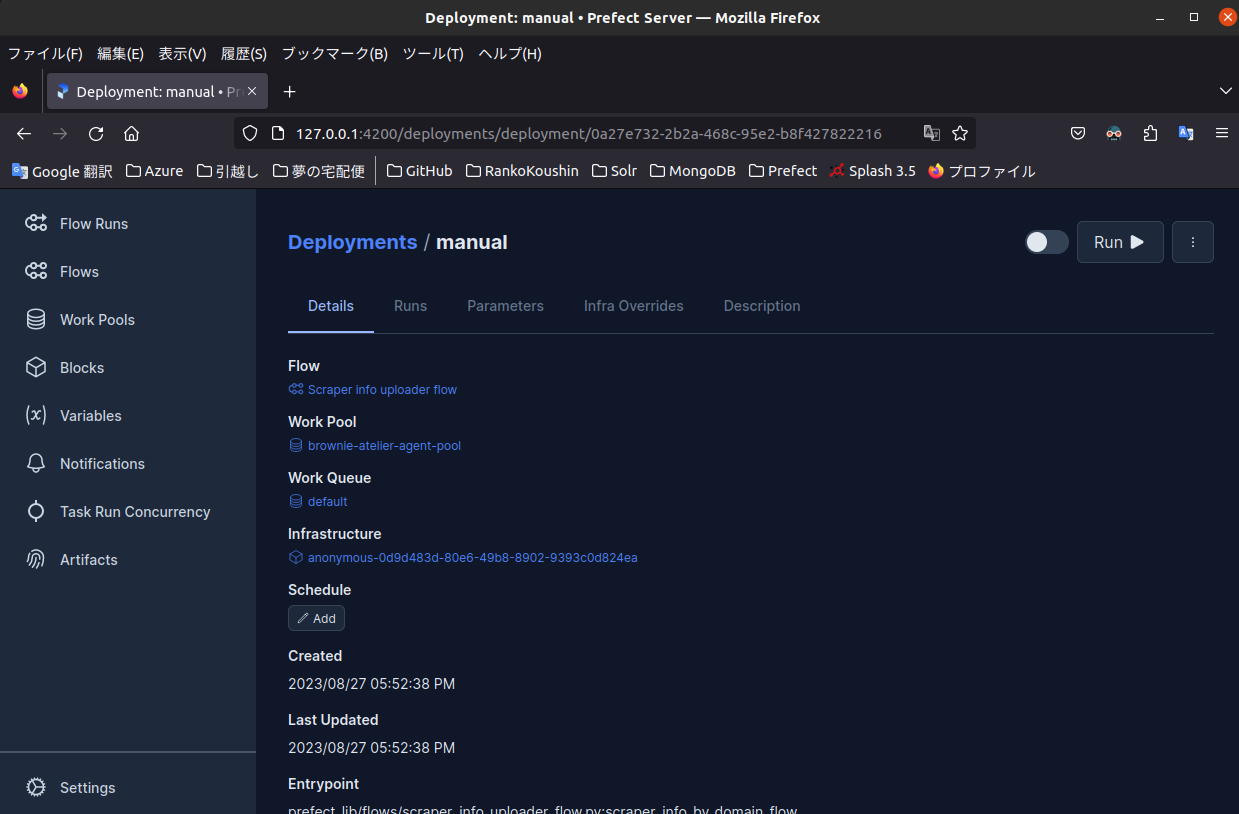 Deployment: manual • Prefect Server — Mozilla Firefox
ファイル(F) 編集(E) 表示(V) 履歴(S) ブックマーク(B) ツール(T) ヘルプ(H)
Deployment: manual • Pr
127.0.0.1:4200/deployments/deployment/0a27e732-2b2a-468c-95e2-b8f427822216
Google 翻訳 Azure 引越し 夢の宅配便 GitHub RankoKoushin Solr MongoDB Prefect Splash 3.5 プロファイル
Flow Runs
Flows
Work Pools
Blocks
Variables
Notifications
Task Run Concurrency
Artifacts
Settings
Deployments / manual
Run
Details Runs Parameters Infra Overrides Description
Flow
Scraper info uploader flow
Work Pool
brownie-atelier-agent-pool
Work Queue
default
Infrastructure
anonymous-0d9d483d-80e6-49b8-8902-9393c0d824ea
Schedule
Add
Created
2023/08/27 05:52:38 PM
Last Updated
2023/08/27 05:52:38 PM
Entrypoint
prefect_lib/flows/scraper_info_uploader_flow.py:scraper_info_by_domain_flow